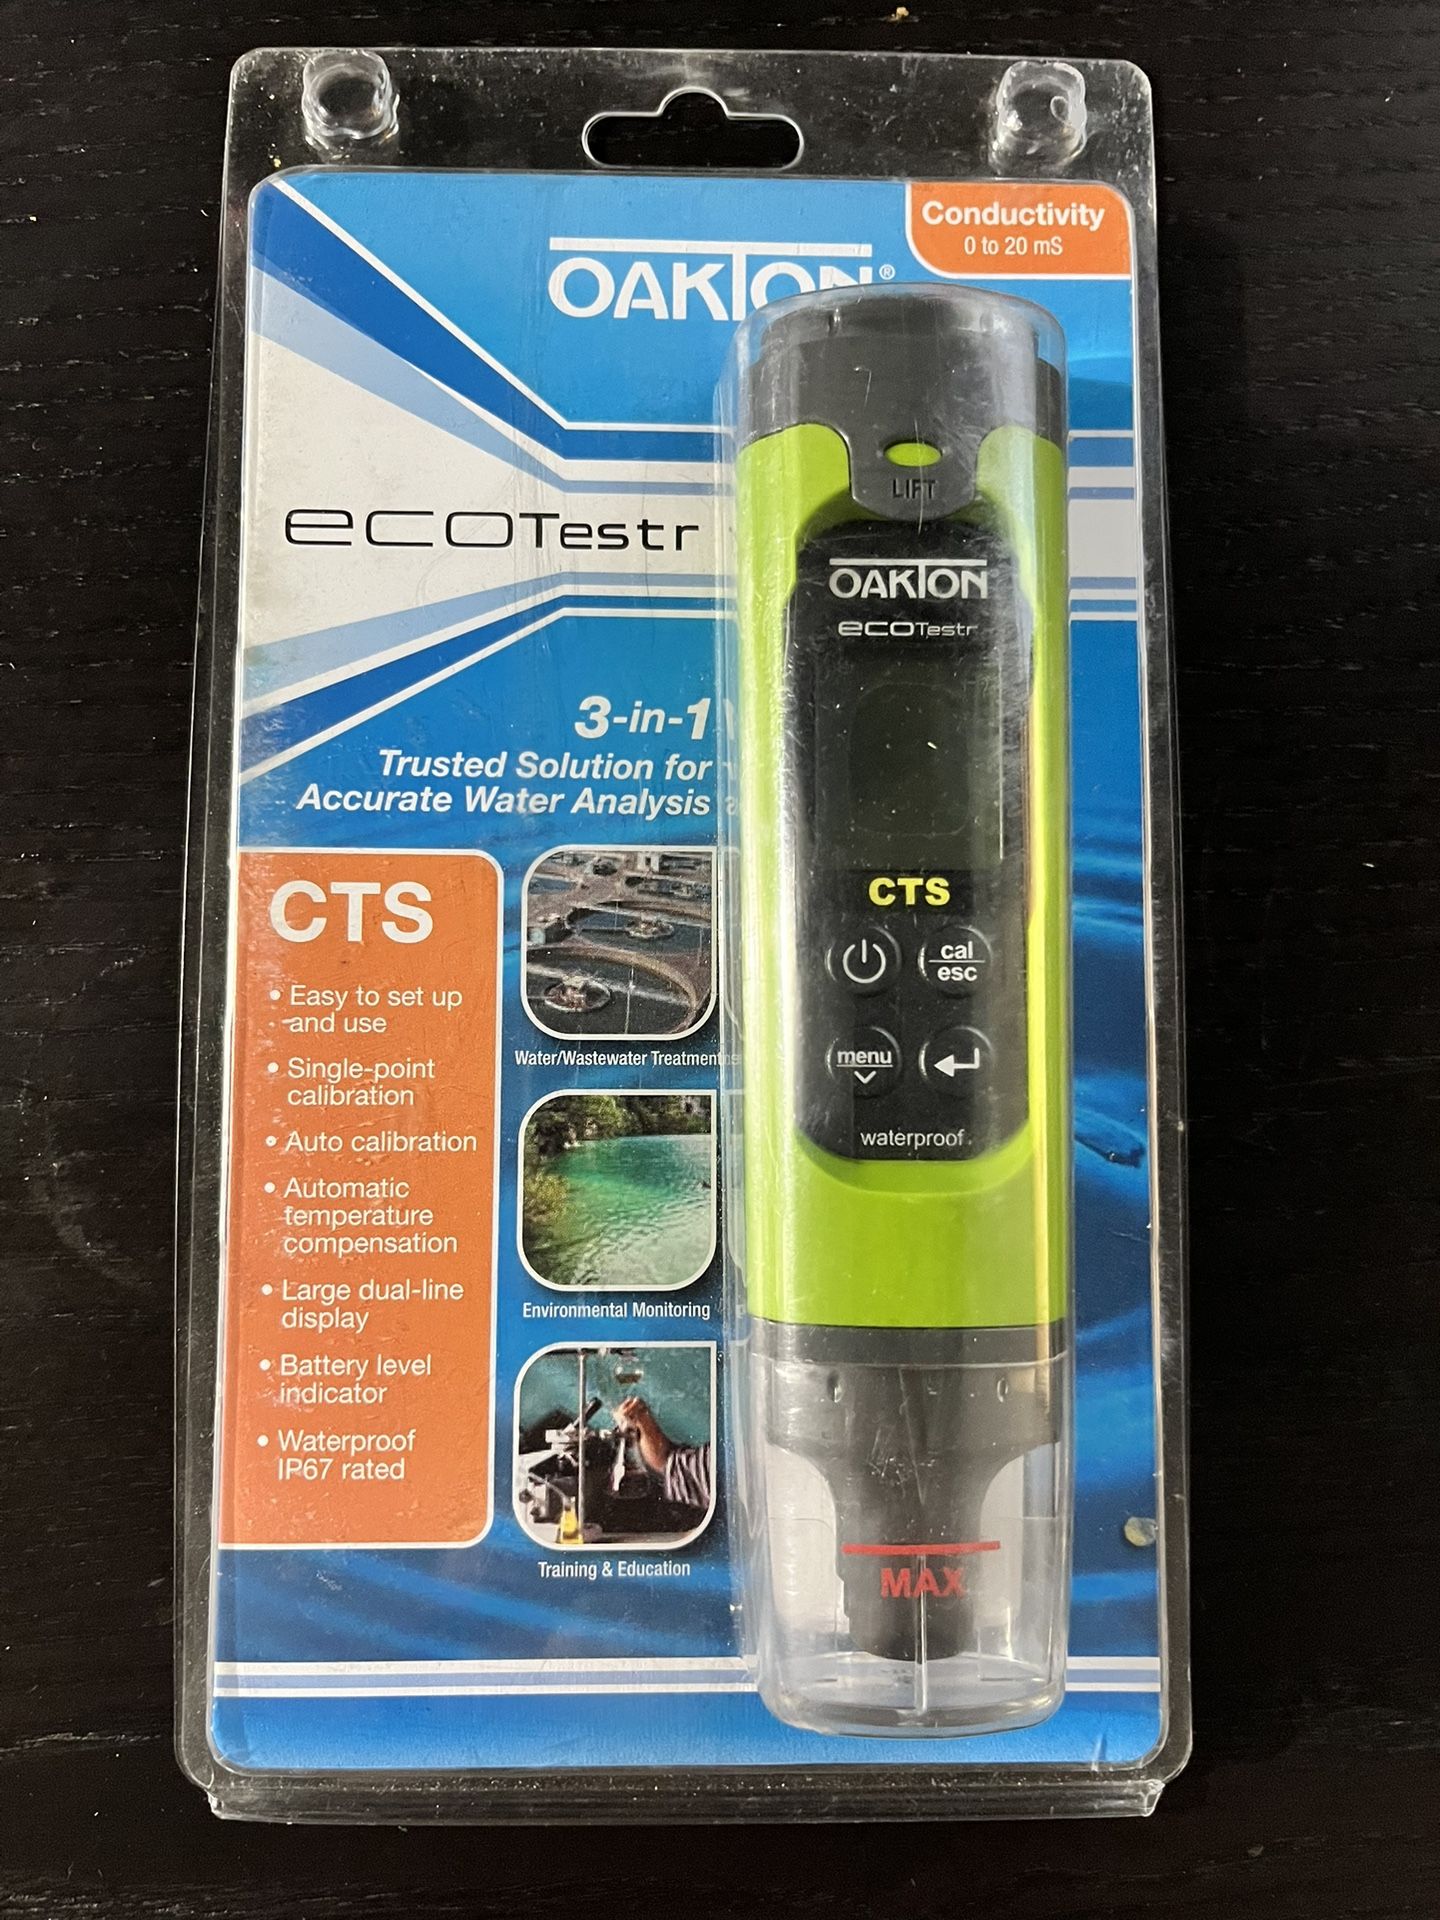 Conductivity
0 to 20 mS
OAKTON®
ecoTestr
3-in-1
Trusted Solution for
Accurate Water Analysis
CTS
• Easy to set up
and use
• Single-point
calibration
• Auto calibration
• Automatic
temperature
compensation
• Large dual-line
display
• Battery level
indicator
• Waterproof
IP67 rated
Water/Wastewater Treatment
Environmental Monitoring
Training & Education
LIFT
OAKTON
ecoTestr
CTS
cal
esc
menu
waterproof
MAX